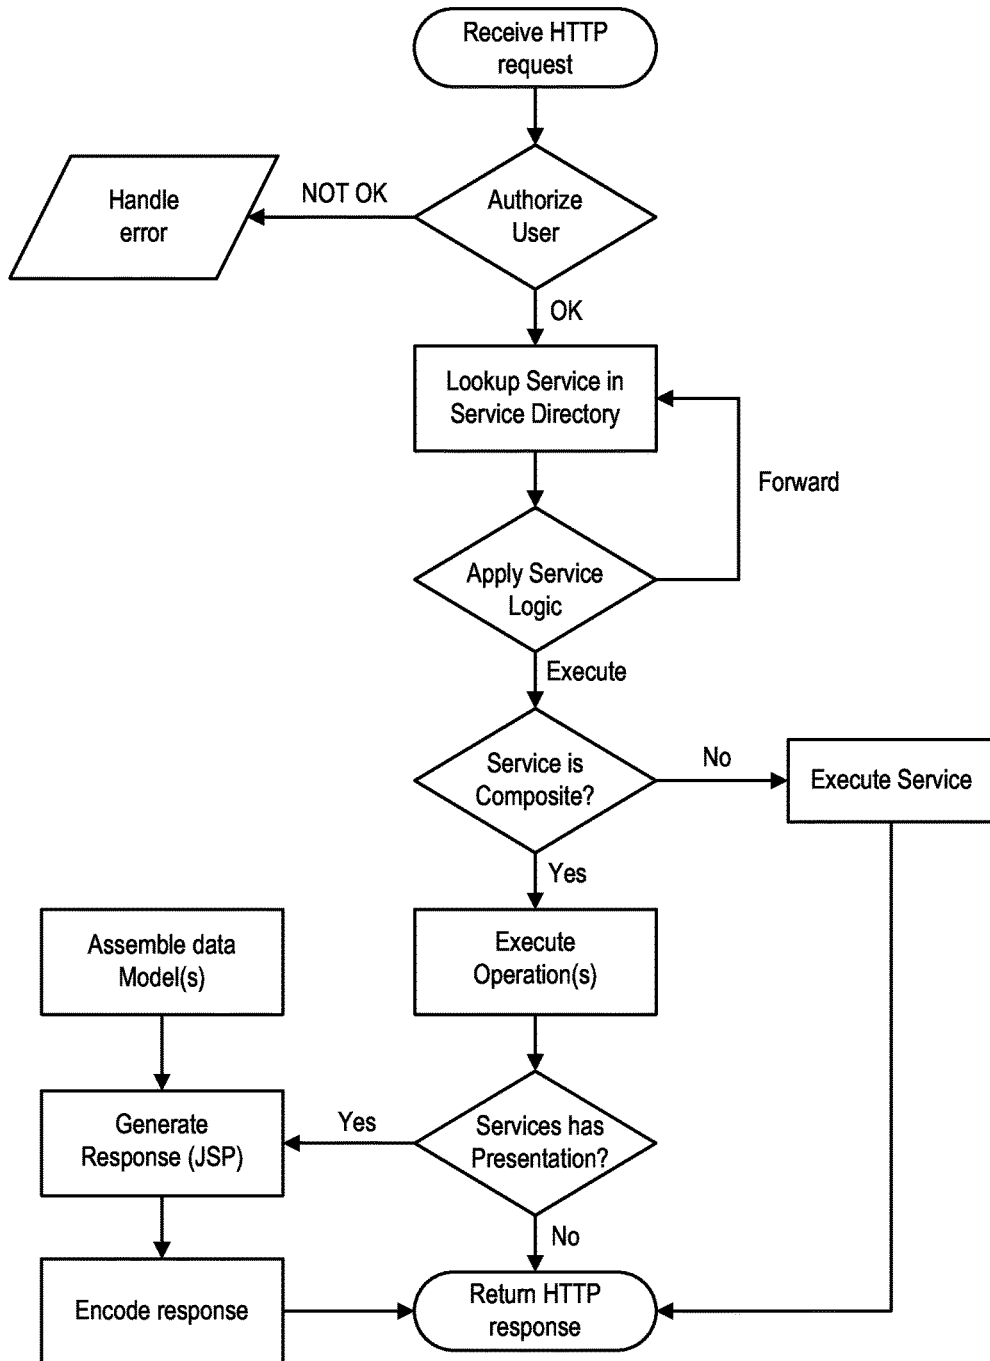 Receive HTTP
request
NOT OK
Handle
error
Authorize
User
OK
Lookup Service in
Service Directory
Forward
Apply Service
Logic
Execute
Service is
Composite?
No
Execute Service
Yes
Assemble data
Model(s)
Execute
Operation(s)
Generate
Response (JSP)
Yes
Services has
Presentation?
No
Encode response
Return HTTP
response